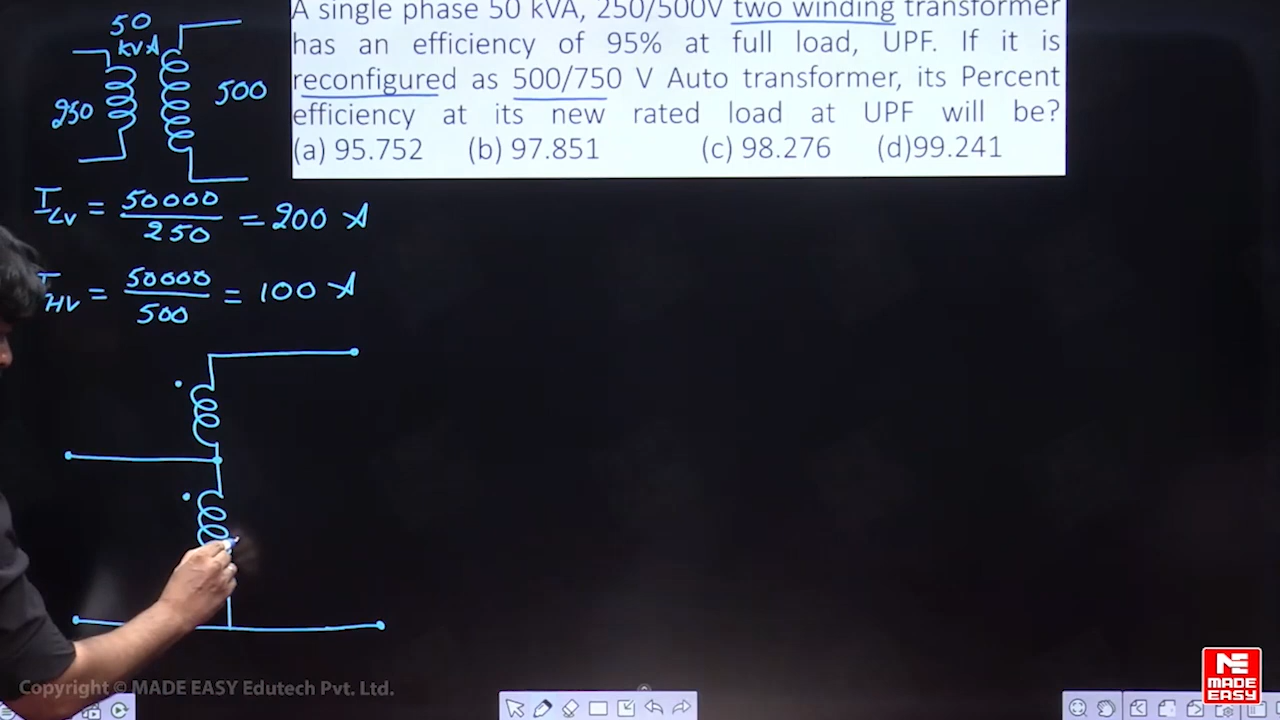 A single phase 50 kVA, 250/500V two winding transformer
has an efficiency of 95% at full load, UPF. If it is
reconfigured as 500/750 V Auto transformer, its Percent
efficiency at its new rated load at UPF will be?
(a) 95.752 (b) 97.851 (c) 98.276 (d)99.241
50
kVA
250
500
I LV = 50000 / 250 = 200 A
I HV = 50000 / 500 = 100 A
Copyright © MADE EASY Edutech Pvt. Ltd.
ME
MADE
EASY